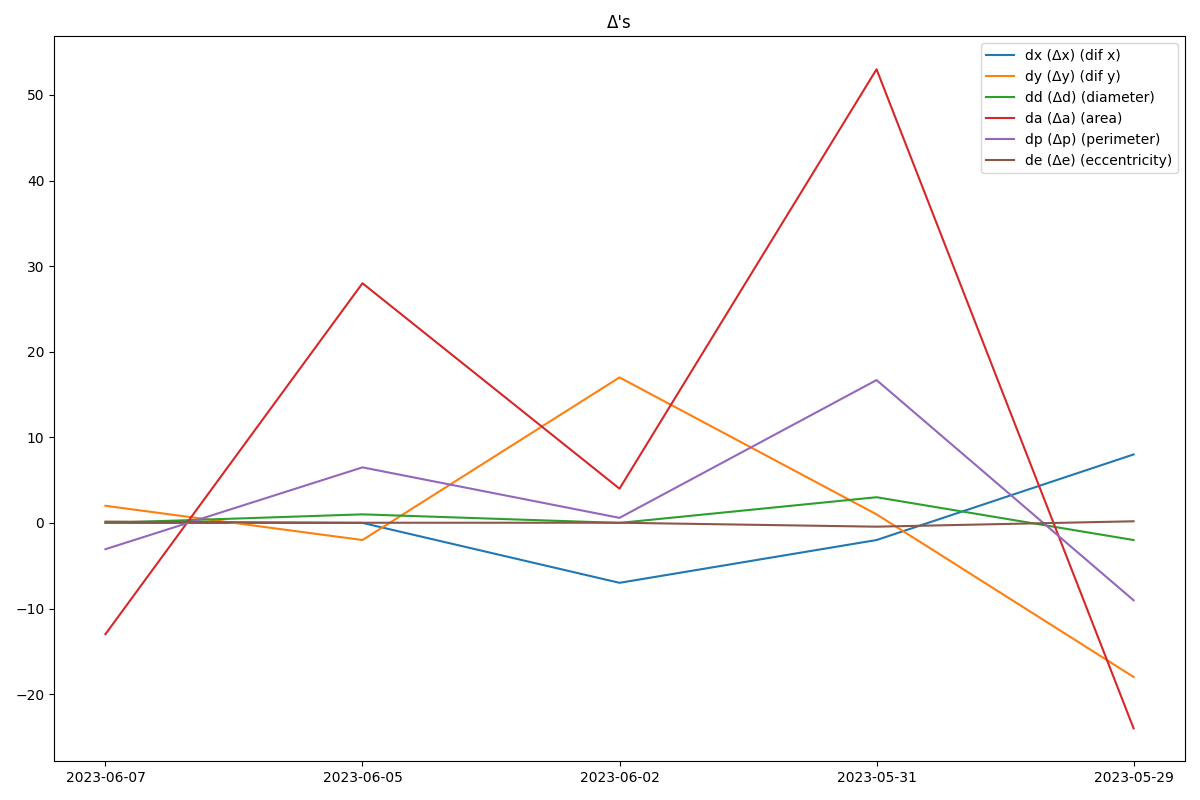 Δ's
dx (Δx) (dif x)
dy (Δy) (dif y)
dd (Δd) (diameter)
da (Δa) (area)
dp (Δp) (perimeter)
de (Δe) (eccentricity)
50
40
30
20
10
0
−10
−20
2023-06-07 2023-06-05 2023-06-02 2023-05-31 2023-05-29